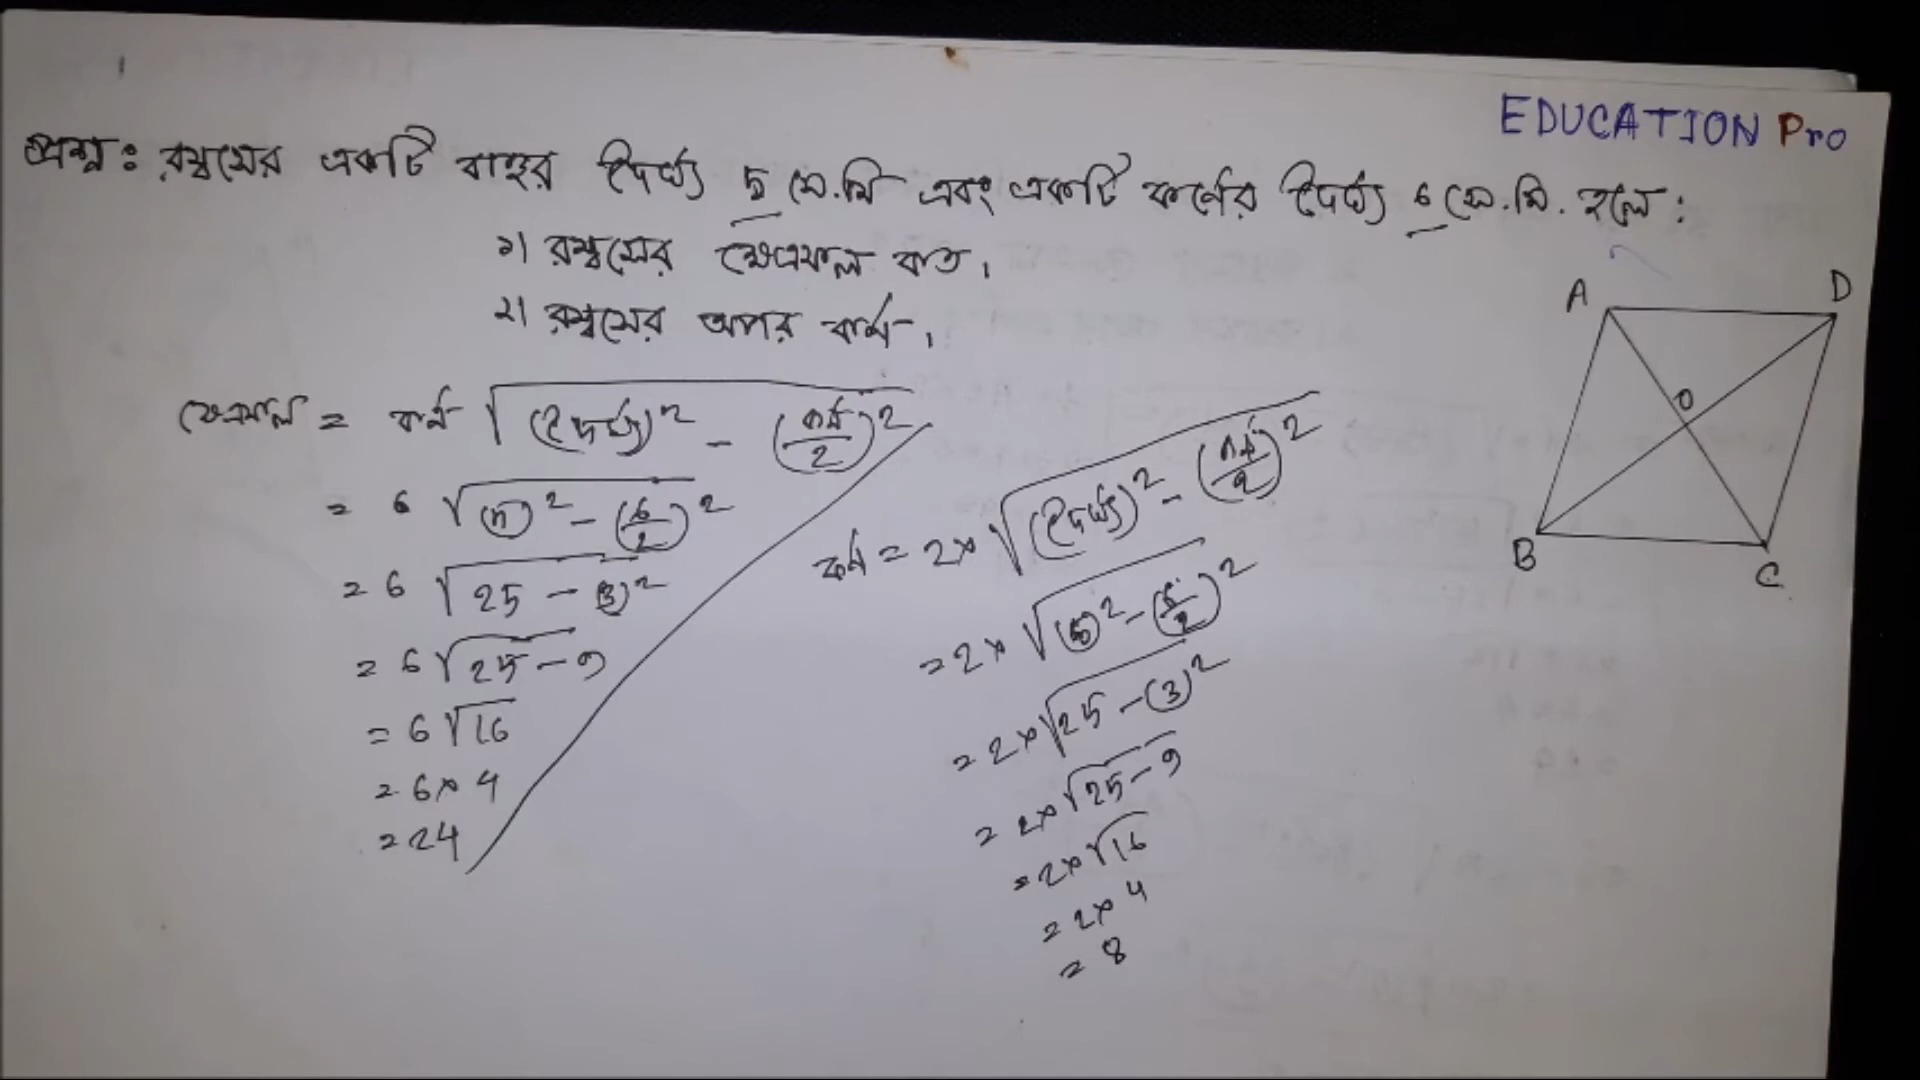 EDUCATION Pro
প্রশ্ন: রম্বসের একটি বাহুর দৈর্ঘ্য 5 সে.মি এবং একটি কর্ণের দৈর্ঘ্য 6 সে.মি. হলে:
১) রম্বসের ক্ষেত্রফল কত।
২) রম্বসের অপর কর্ণ।
A D
O
B C
ক্ষেত্রফল = কর্ণ √(দৈর্ঘ্য)² - (কর্ণ/2)²
= 6 √(5)² - (6/2)²
= 6 √25 - (3)²
= 6 √25 - 9
= 6 √16
= 6 × 4
= 24
কর্ণ = 2 × √(দৈর্ঘ্য)² - (কর্ণ/2)²
= 2 × √(5)² - (6/2)²
= 2 × √25 - (3)²
= 2 × √25 - 9
= 2 × √16
= 2 × 4
= 8